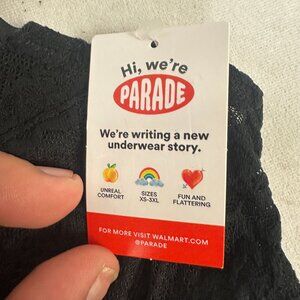 Hi, we're
PARADE
We're writing a new
underwear story.
UNREAL
COMFORT
SIZES
XS-3XL
FUN AND
FLATTERING
FOR MORE VISIT WALMART.COM
@PARADE